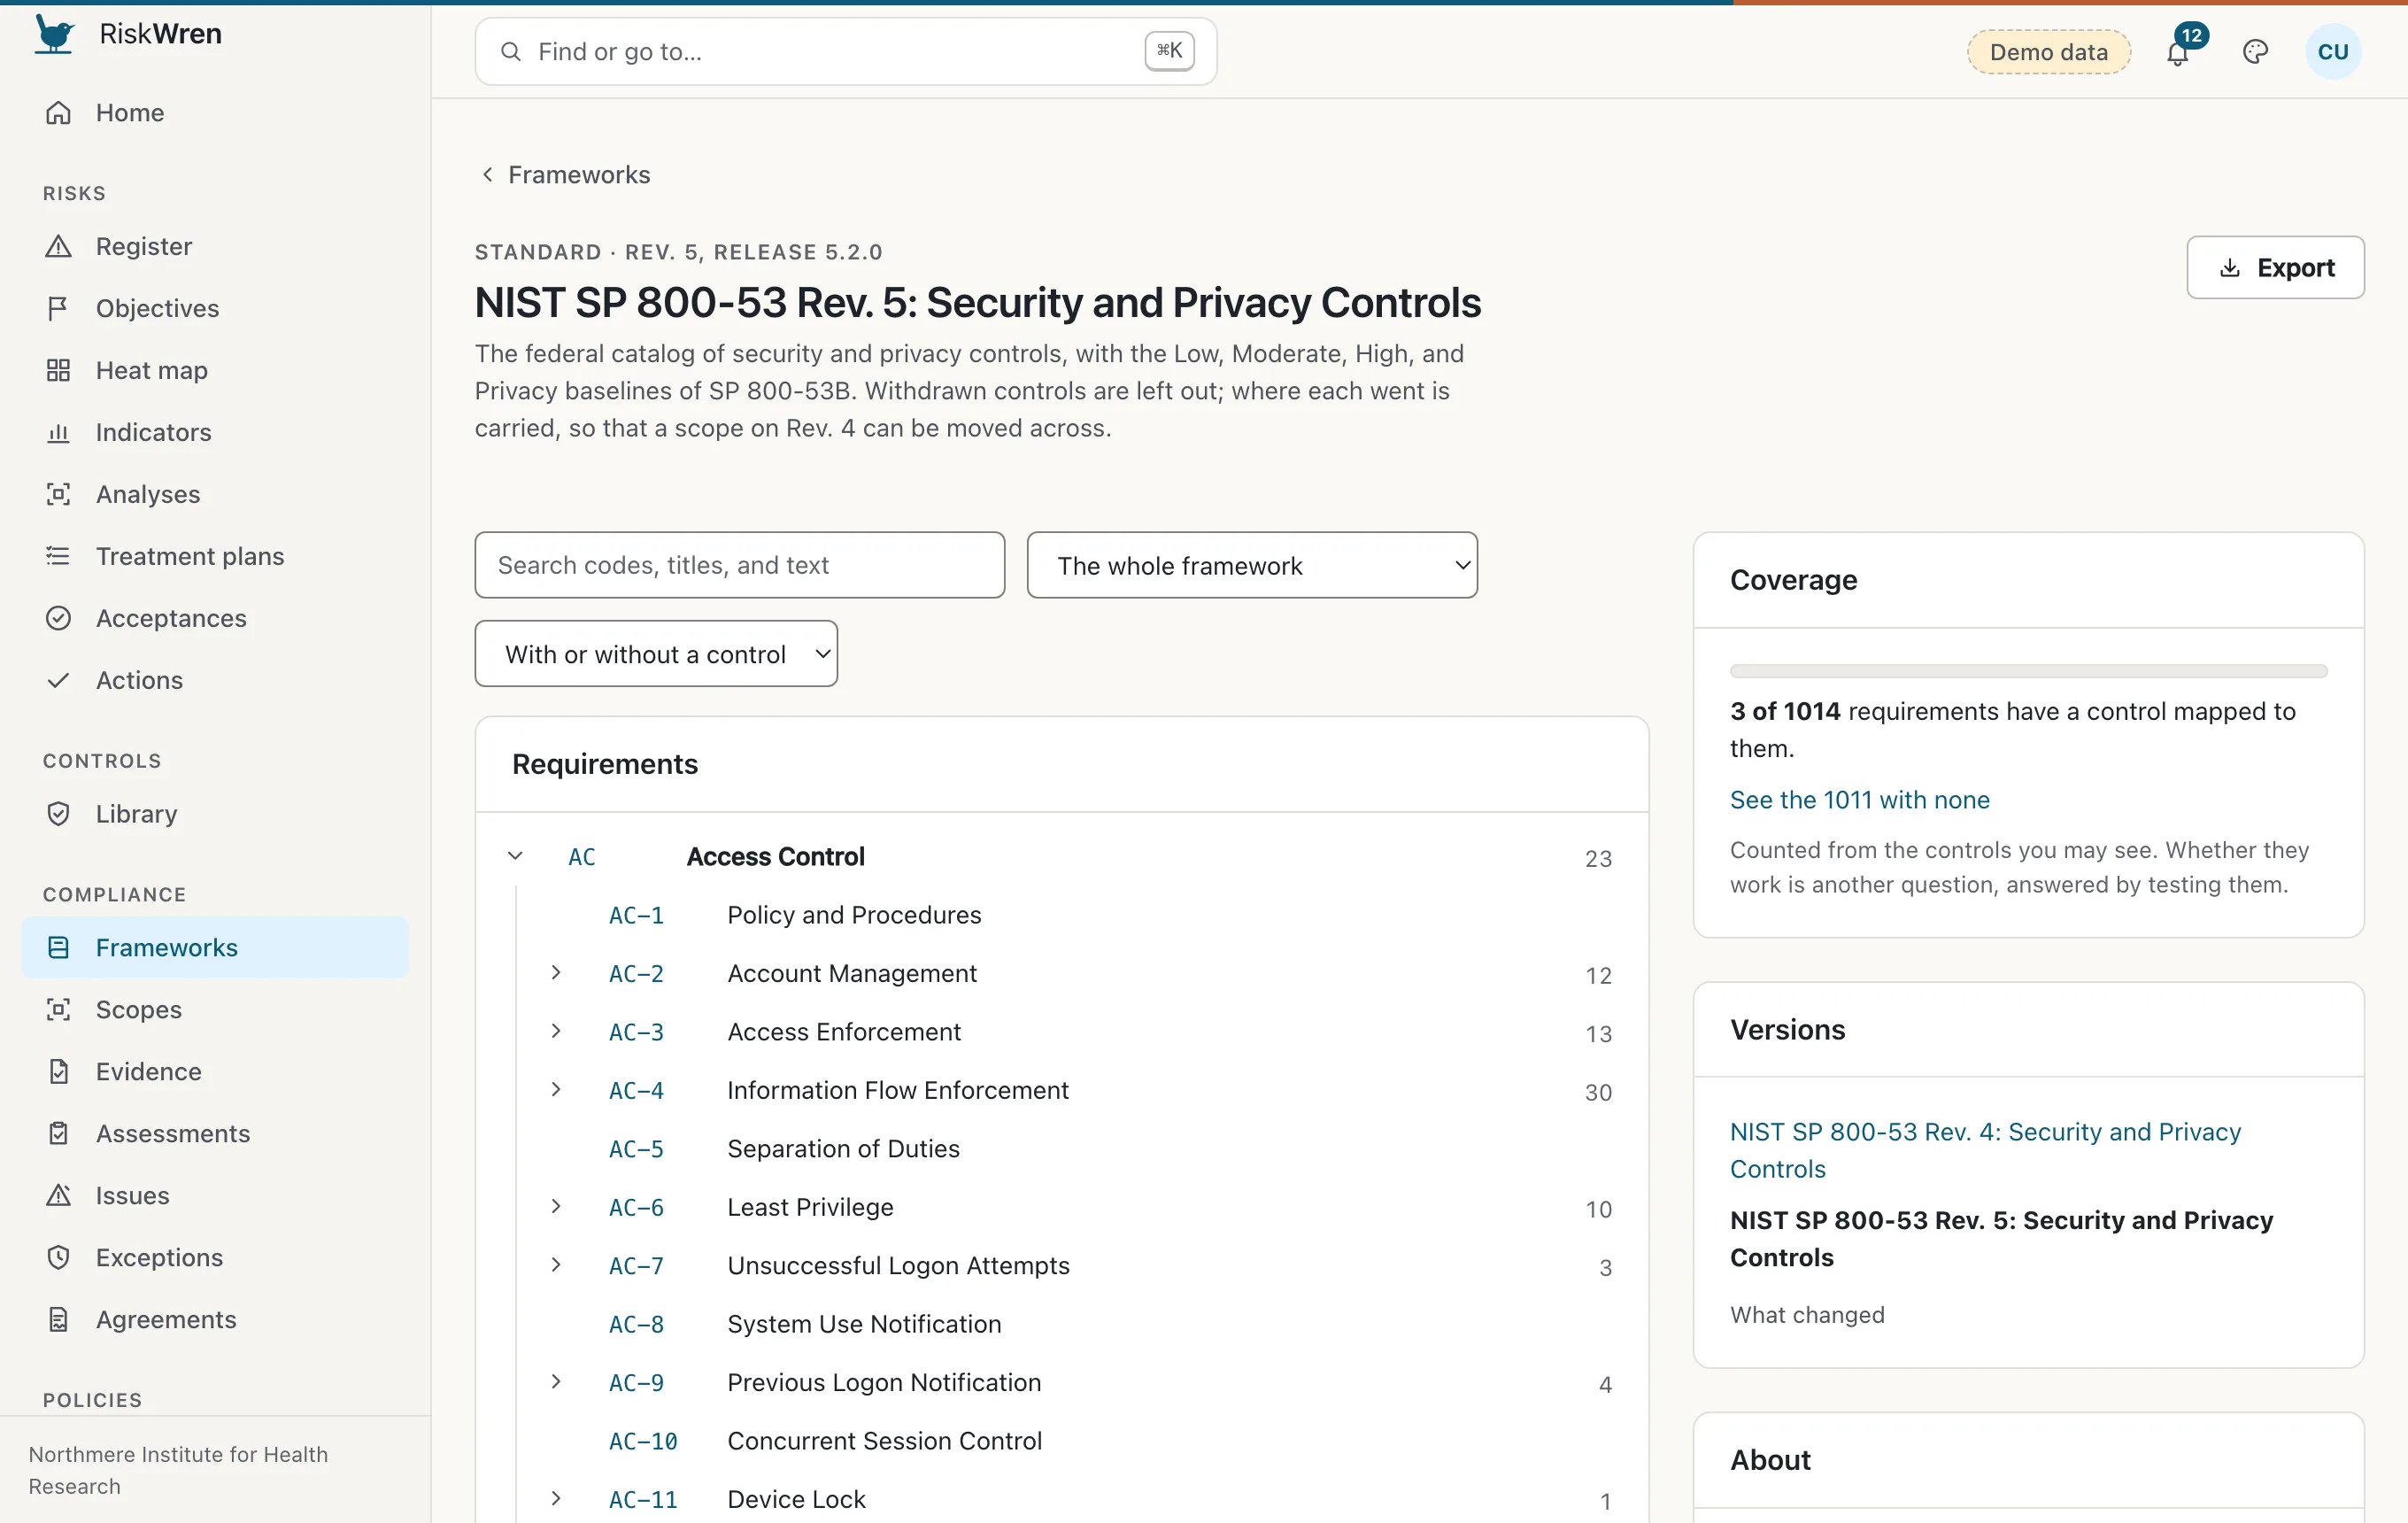 RiskWren
Find or go to...
⌘K
Demo data
12
CU
Home
RISKS
Register
Objectives
Heat map
Indicators
Analyses
Treatment plans
Acceptances
Actions
CONTROLS
Library
COMPLIANCE
Frameworks
Scopes
Evidence
Assessments
Issues
Exceptions
Agreements
POLICIES
Northmere Institute for Health
Research
Frameworks
STANDARD · REV. 5, RELEASE 5.2.0
NIST SP 800-53 Rev. 5: Security and Privacy Controls
The federal catalog of security and privacy controls, with the Low, Moderate, High, and
Privacy baselines of SP 800-53B. Withdrawn controls are left out; where each went is
carried, so that a scope on Rev. 4 can be moved across.
Export
Search codes, titles, and text
The whole framework
With or without a control
Requirements
AC Access Control 23
AC-1 Policy and Procedures
AC-2 Account Management 12
AC-3 Access Enforcement 13
AC-4 Information Flow Enforcement 30
AC-5 Separation of Duties
AC-6 Least Privilege 10
AC-7 Unsuccessful Logon Attempts 3
AC-8 System Use Notification
AC-9 Previous Logon Notification 4
AC-10 Concurrent Session Control
AC-11 Device Lock 1
Coverage
3 of 1014 requirements have a control mapped to
them.
See the 1011 with none
Counted from the controls you may see. Whether they
work is another question, answered by testing them.
Versions
NIST SP 800-53 Rev. 4: Security and Privacy
Controls
NIST SP 800-53 Rev. 5: Security and Privacy
Controls
What changed
About